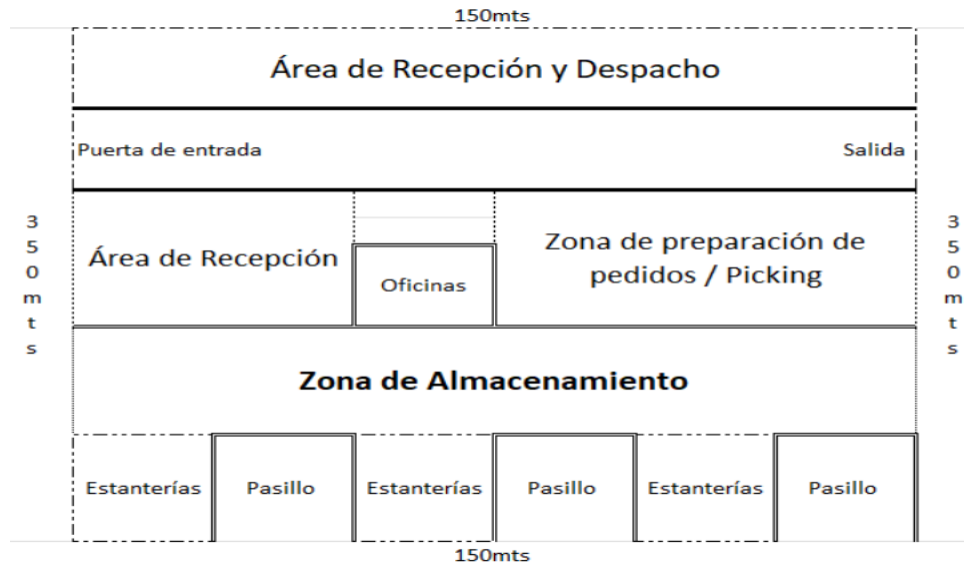 150mts
Área de Recepción y Despacho
Puerta de entrada
Salida
3
5
0
m
t
s
Área de Recepción
Oficinas
Zona de preparación de
pedidos / Picking
3
5
0
m
t
s
Zona de Almacenamiento
Estanterías
Pasillo
Estanterías
Pasillo
Estanterías
Pasillo
150mts